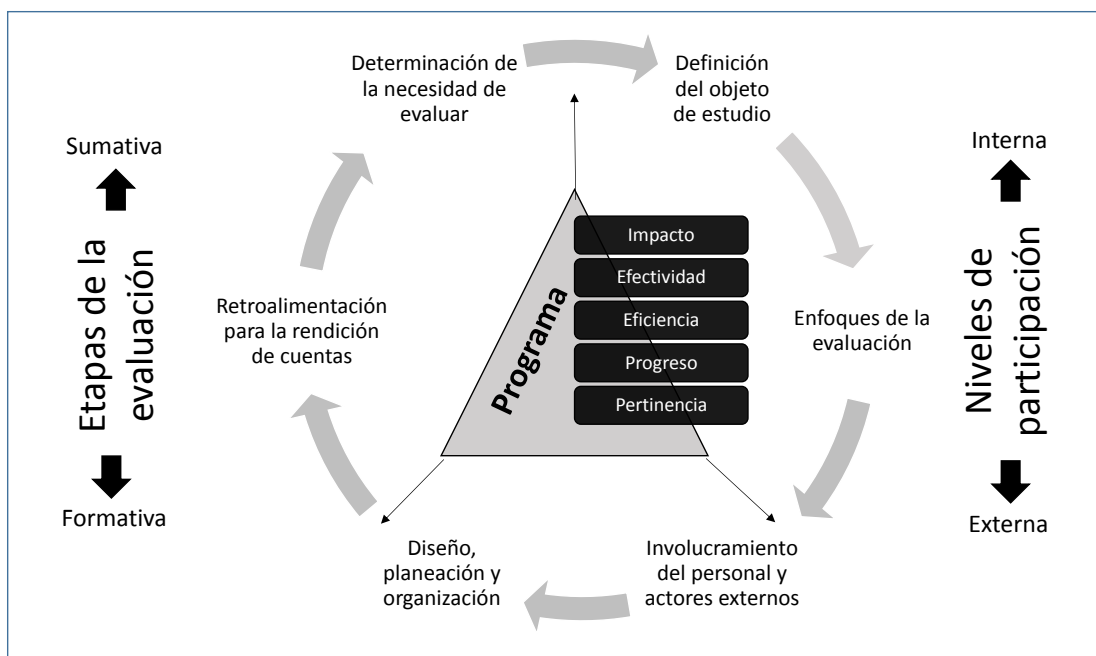 Determinación de
la necesidad de
evaluar
Definición
del objeto
de estudio
Sumativa
Etapas de la
evaluación
Formativa
Retroalimentación
para la rendición
de cuentas
Programa
Impacto
Efectividad
Eficiencia
Progreso
Pertinencia
Enfoques de la
evaluación
Interna
Niveles de
participación
Externa
Diseño,
planeación y
organización
Involucramiento
del personal y
actores externos